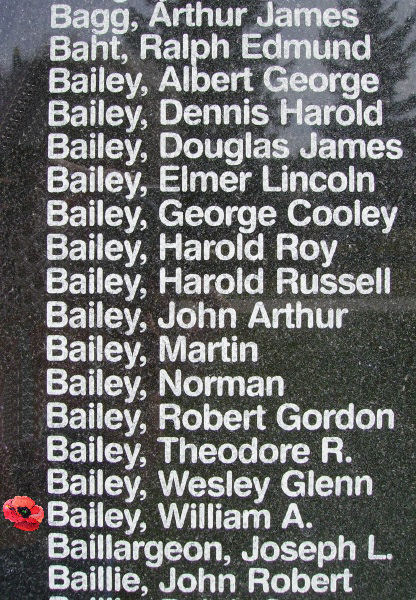 Bagg, Arthur James
Baht, Ralph Edmund
Bailey, Albert George
Bailey, Dennis Harold
Bailey, Douglas James
Bailey, Elmer Lincoln
Bailey, George Cooley
Bailey, Harold Roy
Bailey, Harold Russell
Bailey, John Arthur
Bailey, Martin
Bailey, Norman
Bailey, Robert Gordon
Bailey, Theodore R.
Bailey, Wesley Glenn
Bailey, William A.
Baillargeon, Joseph L.
Baillie, John Robert